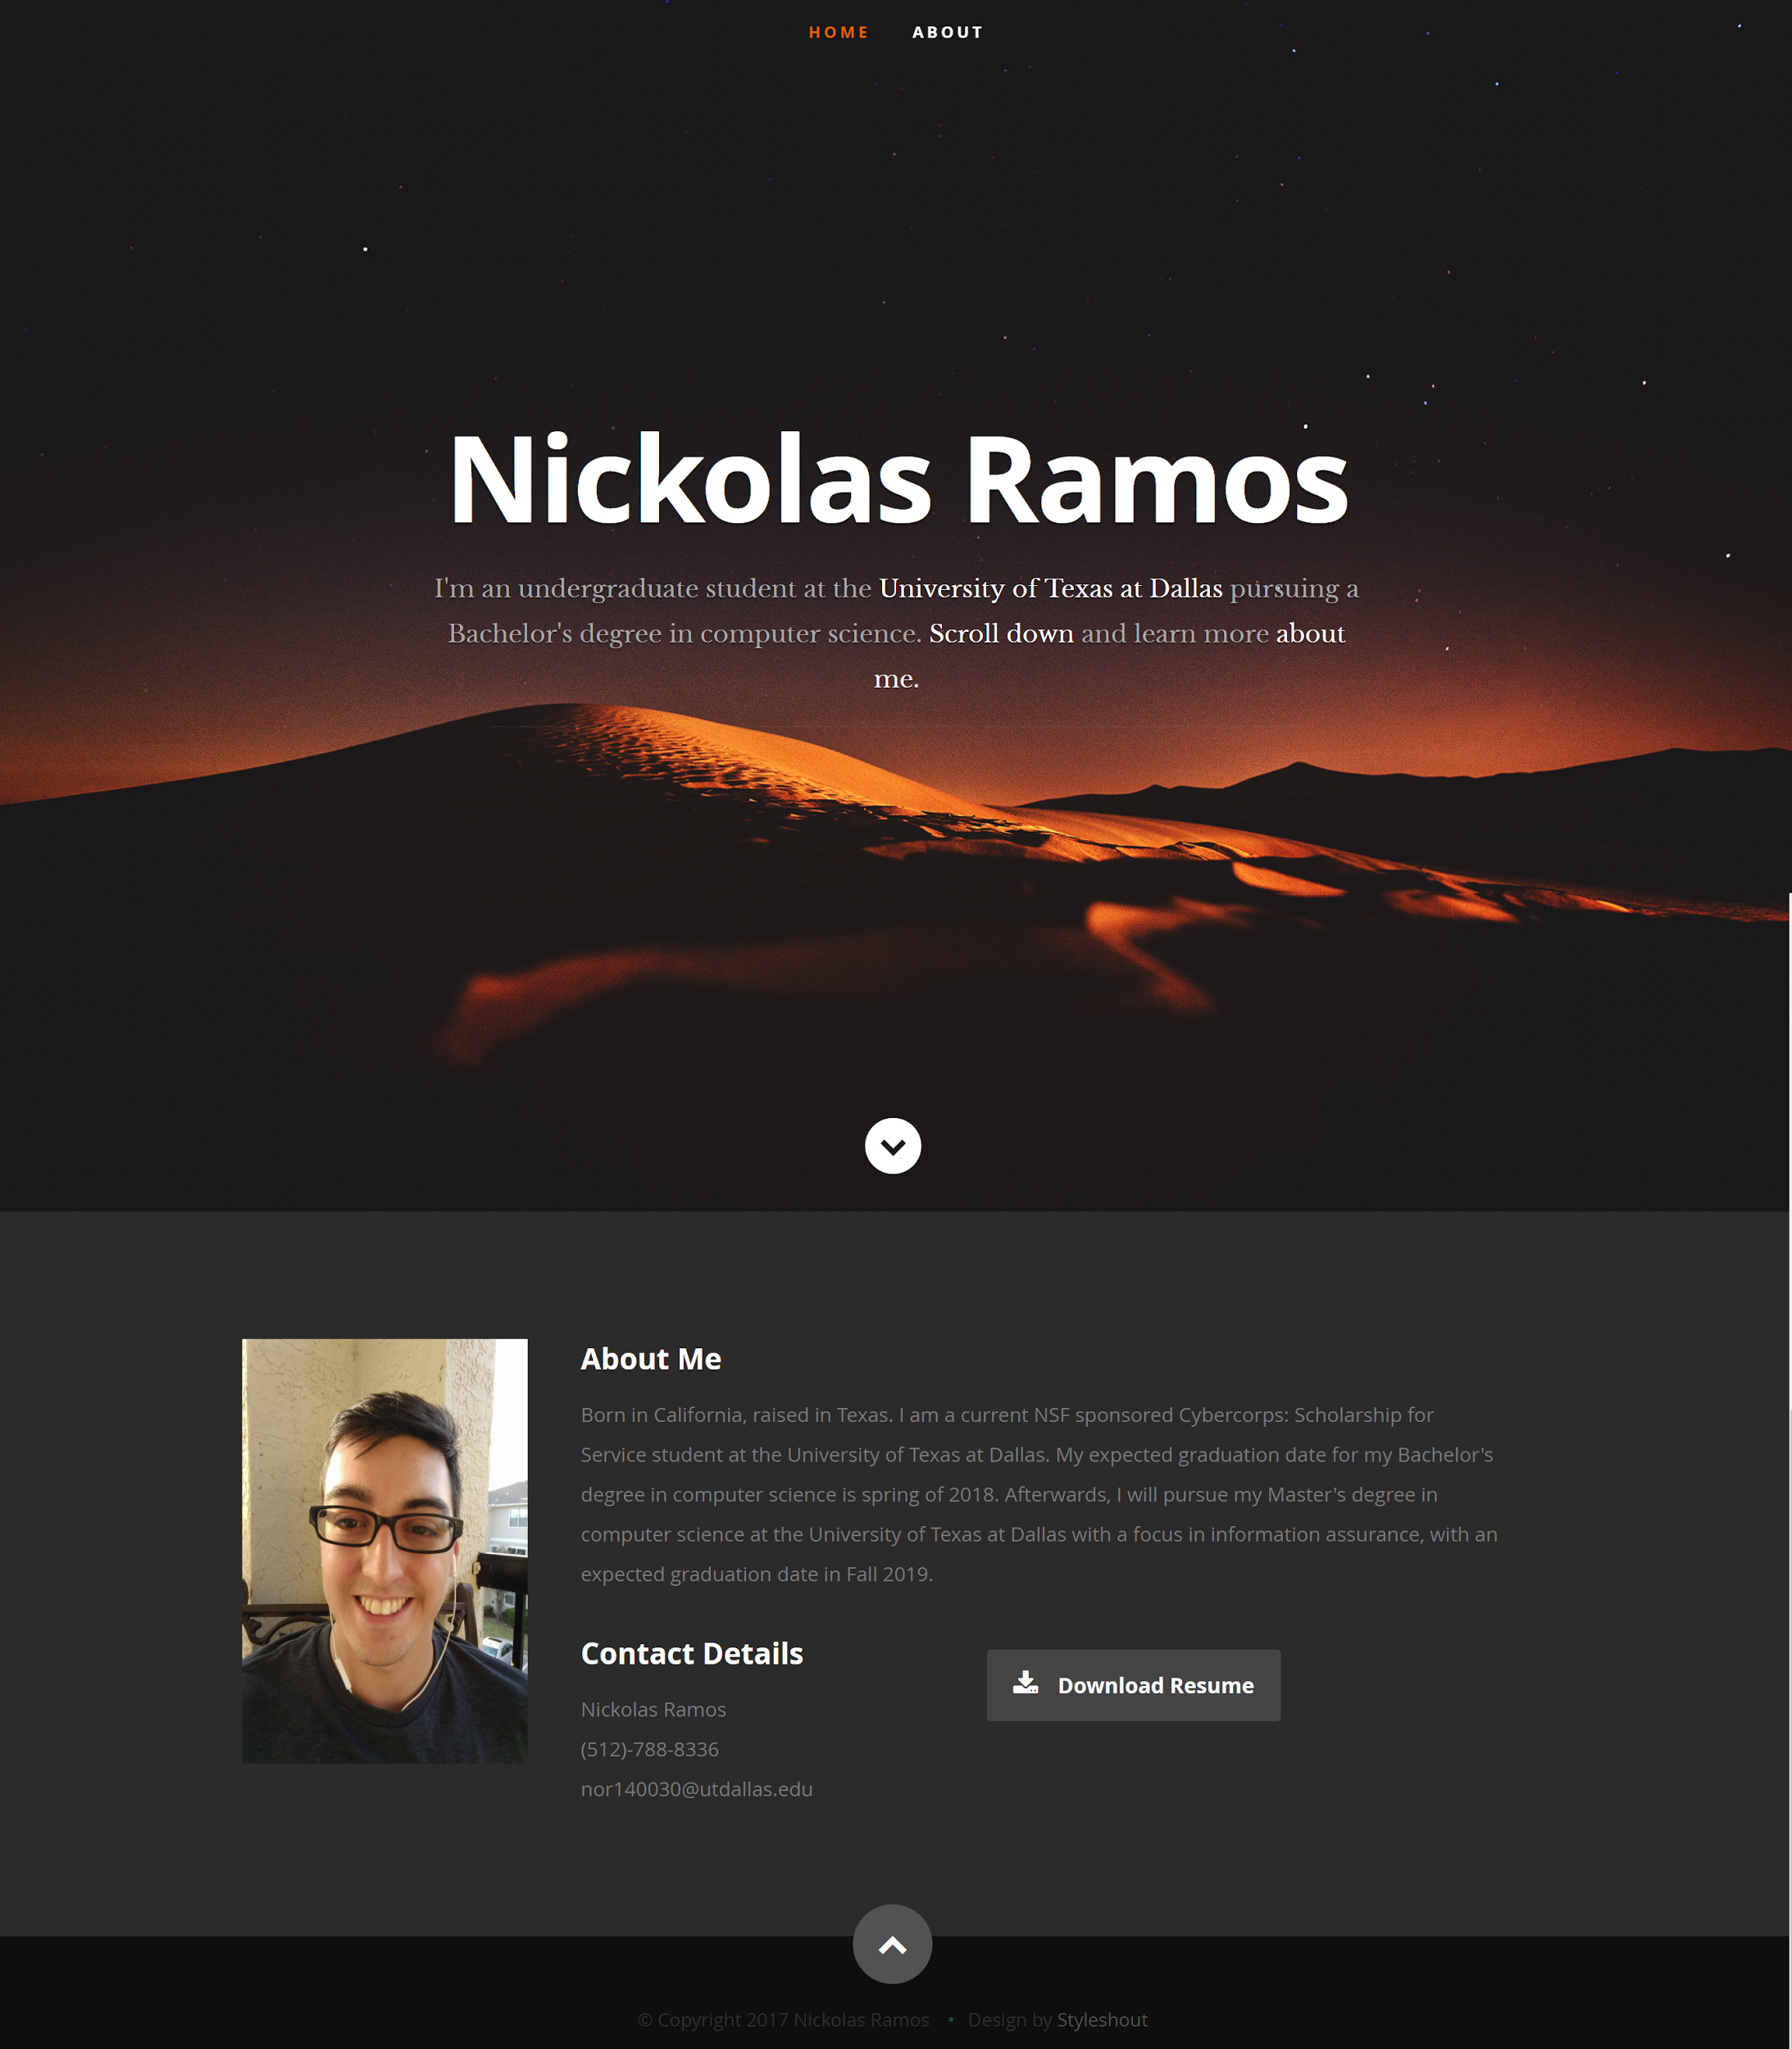 HOME ABOUT
Nickolas Ramos
I'm an undergraduate student at the University of Texas at Dallas pursuing a
Bachelor's degree in computer science. Scroll down and learn more about
me.
About Me
Born in California, raised in Texas. I am a current NSF sponsored Cybercorps: Scholarship for
Service student at the University of Texas at Dallas. My expected graduation date for my Bachelor's
degree in computer science is spring of 2018. Afterwards, I will pursue my Master's degree in
computer science at the University of Texas at Dallas with a focus in information assurance, with an
expected graduation date in Fall 2019.
Contact Details
Nickolas Ramos
(512)-788-8336
nor140030@utdallas.edu
Download Resume
© Copyright 2017 Nickolas Ramos • Design by Styleshout